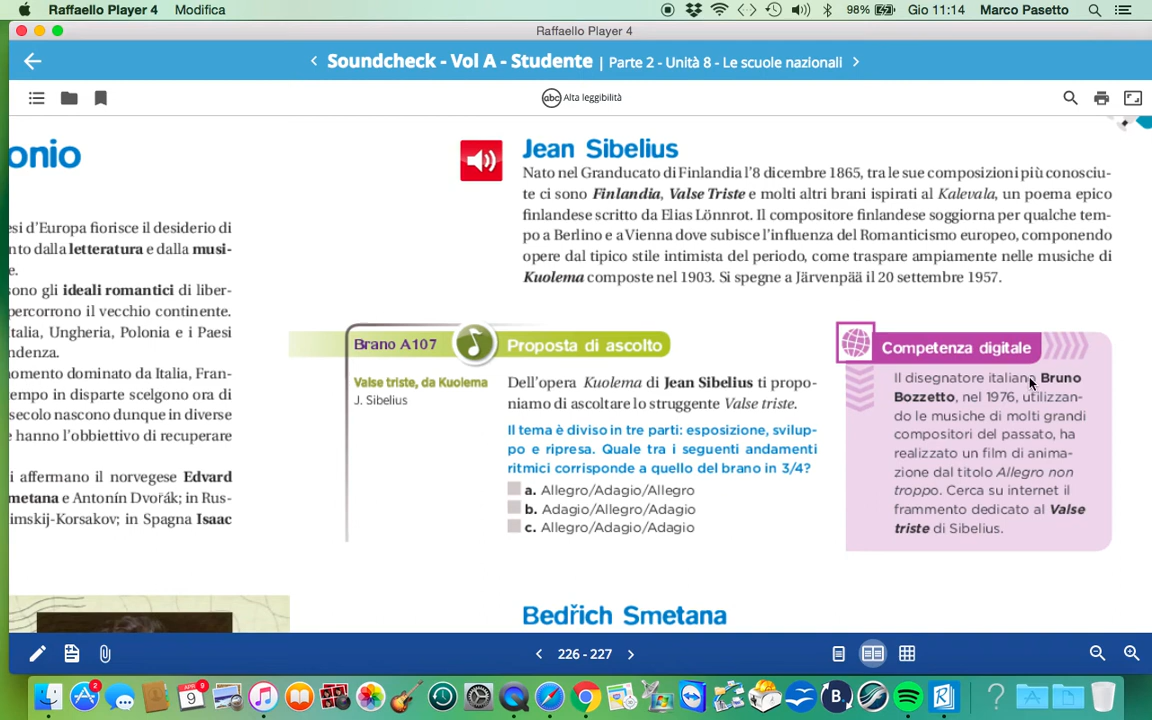 Raffaello Player 4 Modifica 98% Gio 11:14 Marco Pasetto
Raffaello Player 4
Soundcheck - Vol A - Studente | Parte 2 - Unità 8 - Le scuole nazionali
abc Alta leggibilità
onio
esi d'Europa fiorisce il desiderio di
nto dalla letteratura e dalla musi-
e.
sono gli ideali romantici di liber-
percorrono il vecchio continente.
Italia, Ungheria, Polonia e i Paesi
ndenza.
omento dominato da Italia, Fran-
tempo in disparte scelgono ora di
secolo nascono dunque in diverse
e hanno l'obbiettivo di recuperare
i affermano il norvegese Edvard
metana e Antonín Dvořák; in Rus-
imskij-Korsakov; in Spagna Isaac
Jean Sibelius
Nato nel Granducato di Finlandia l'8 dicembre 1865, tra le sue composizioni più conosciu-
te ci sono Finlandia, Valse Triste e molti altri brani ispirati al Kalevala, un poema epico
finlandese scritto da Elias Lönnrot. Il compositore finlandese soggiorna per qualche tem-
po a Berlino e a Vienna dove subisce l'influenza del Romanticismo europeo, componendo
opere dal tipico stile intimista del periodo, come traspare ampiamente nelle musiche di
Kuolema composte nel 1903. Si spegne a Järvenpää il 20 settembre 1957.
Brano A107
Proposta di ascolto
Valse triste, da Kuolema
J. Sibelius
Dell'opera Kuolema di Jean Sibelius ti propo-
niamo di ascoltare lo struggente Valse triste.
Il tema è diviso in tre parti: esposizione, svilup-
po e ripresa. Quale tra i seguenti andamenti
ritmici corrisponde a quello del brano in 3/4?
a. Allegro/Adagio/Allegro
b. Adagio/Allegro/Adagio
c. Allegro/Adagio/Adagio
Competenza digitale
Il disegnatore italiano Bruno
Bozzetto, nel 1976, utilizzan-
do le musiche di molti grandi
compositori del passato, ha
realizzato un film di anima-
zione dal titolo Allegro non
troppo. Cerca su internet il
frammento dedicato al Valse
triste di Sibelius.
Bedřich Smetana
226 - 227